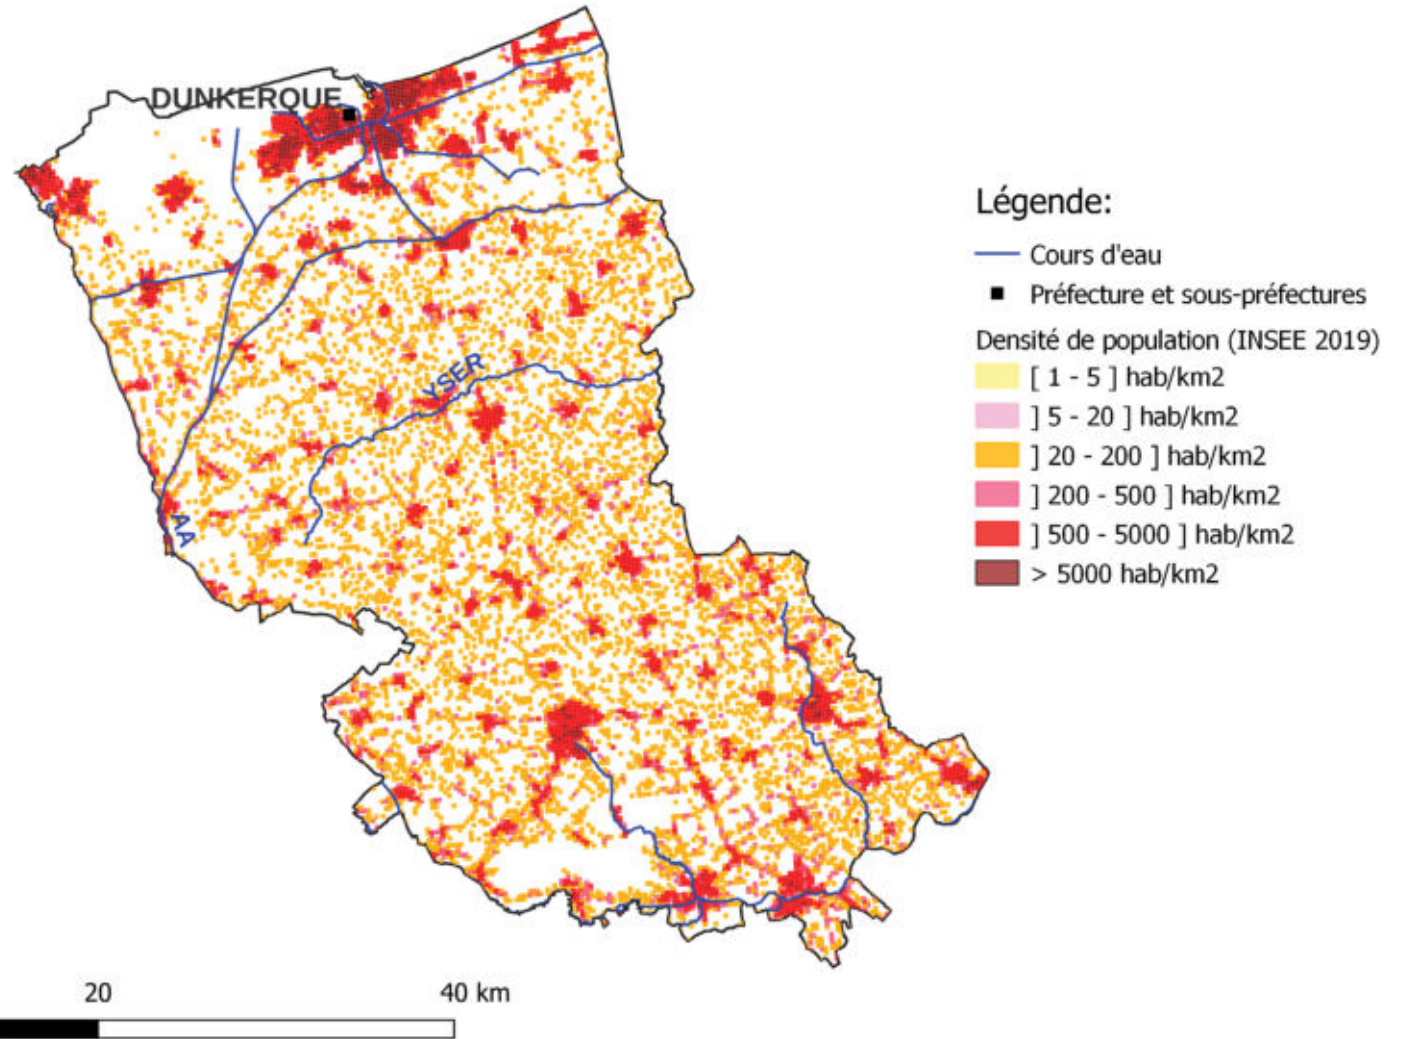 DUNKERQUE
YSER
AA
Légende:
Cours d'eau
Préfecture et sous-préfectures
Densité de population (INSEE 2019)
[ 1 - 5 ] hab/km2
] 5 - 20 ] hab/km2
] 20 - 200 ] hab/km2
] 200 - 500 ] hab/km2
] 500 - 5000 ] hab/km2
> 5000 hab/km2
20 40 km